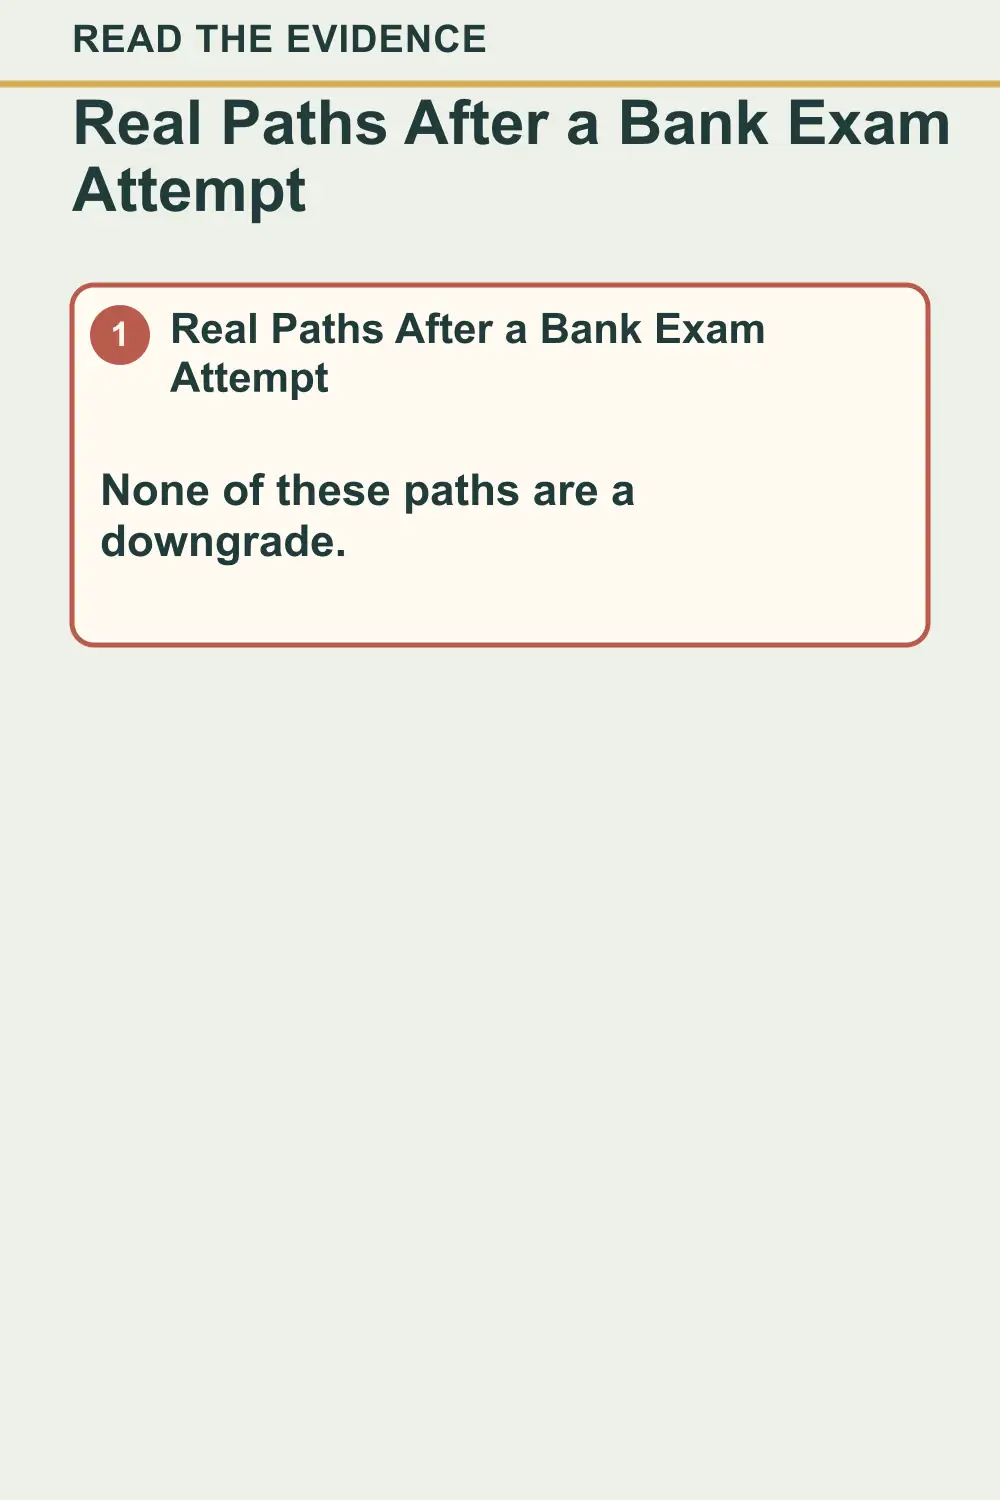 READ THE EVIDENCE
Real Paths After a Bank Exam
Attempt
1
Real Paths After a Bank Exam
Attempt
None of these paths are a
downgrade.